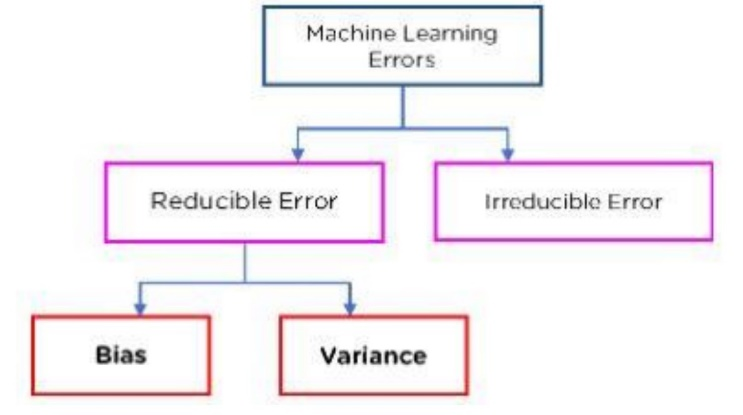 Machine Learning
Errors
Reducible Error
Irreducible Error
Bias
Variance